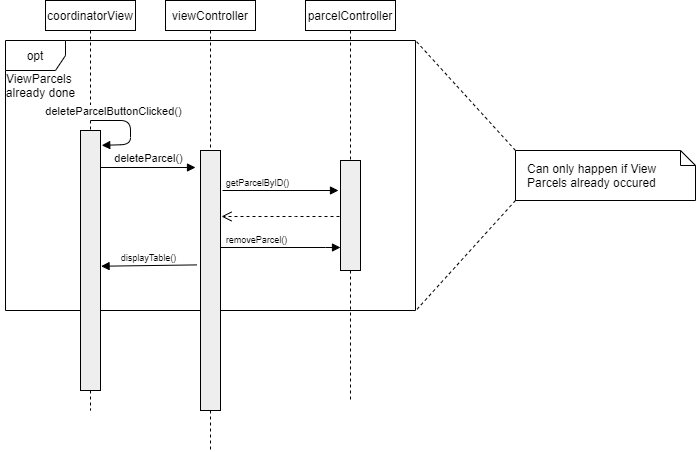 coordinatorView
viewController
parcelController
opt
ViewParcels
already done
deleteParcelButtonClicked()
deleteParcel()
getParcelByID()
removeParcel()
displayTable()
Can only happen if View
Parcels already occured